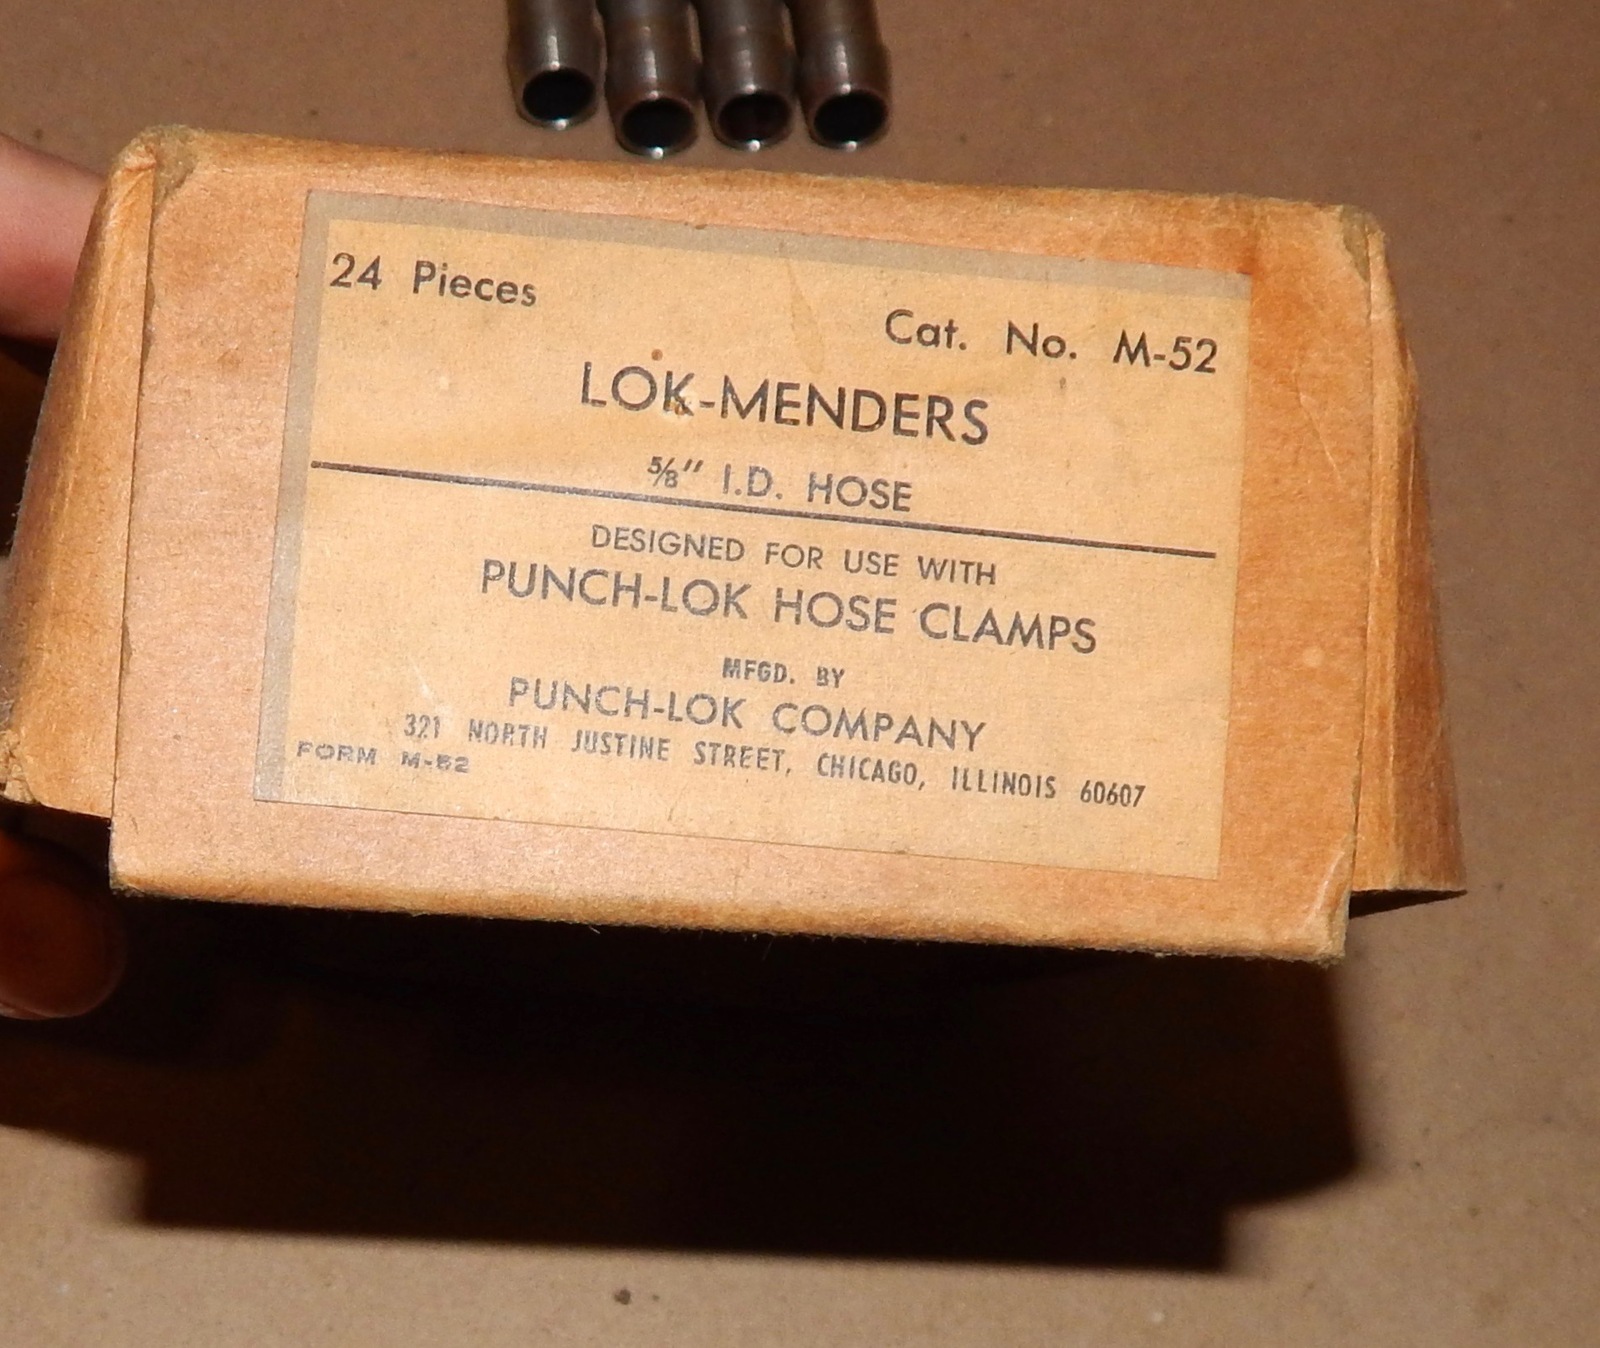 24 Pieces
Cat. No. M-52
LOK-MENDERS
⅝" I.D. HOSE
DESIGNED FOR USE WITH
PUNCH-LOK HOSE CLAMPS
MFGD. BY
PUNCH-LOK COMPANY
321 NORTH JUSTINE STREET, CHICAGO, ILLINOIS 60607
FORM M-52